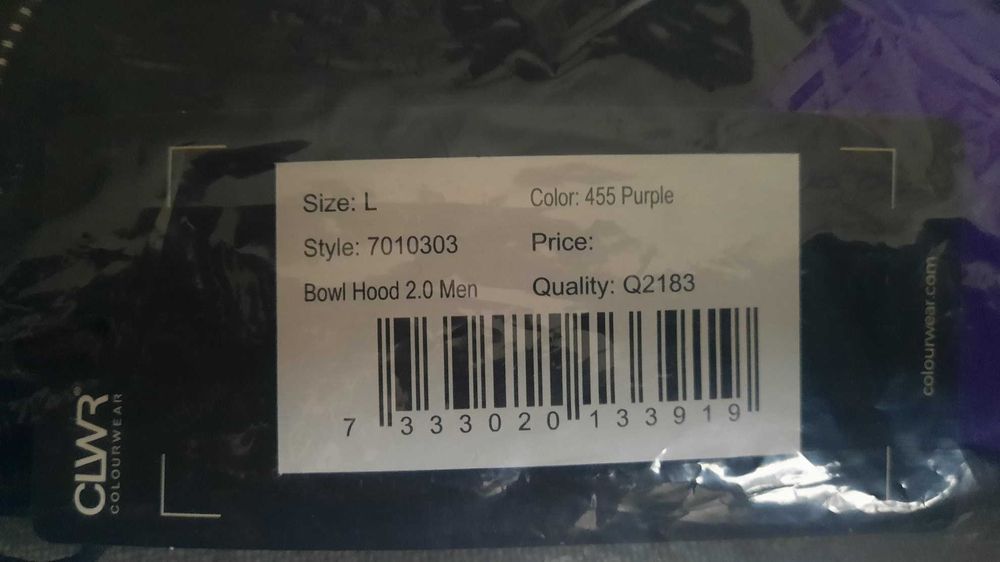 Size: L
Color: 455 Purple
Style: 7010303
Price:
Bowl Hood 2.0 Men
Quality: Q2183
7 333020 133919
CLWR®
COLOURWEAR
colourwear.com